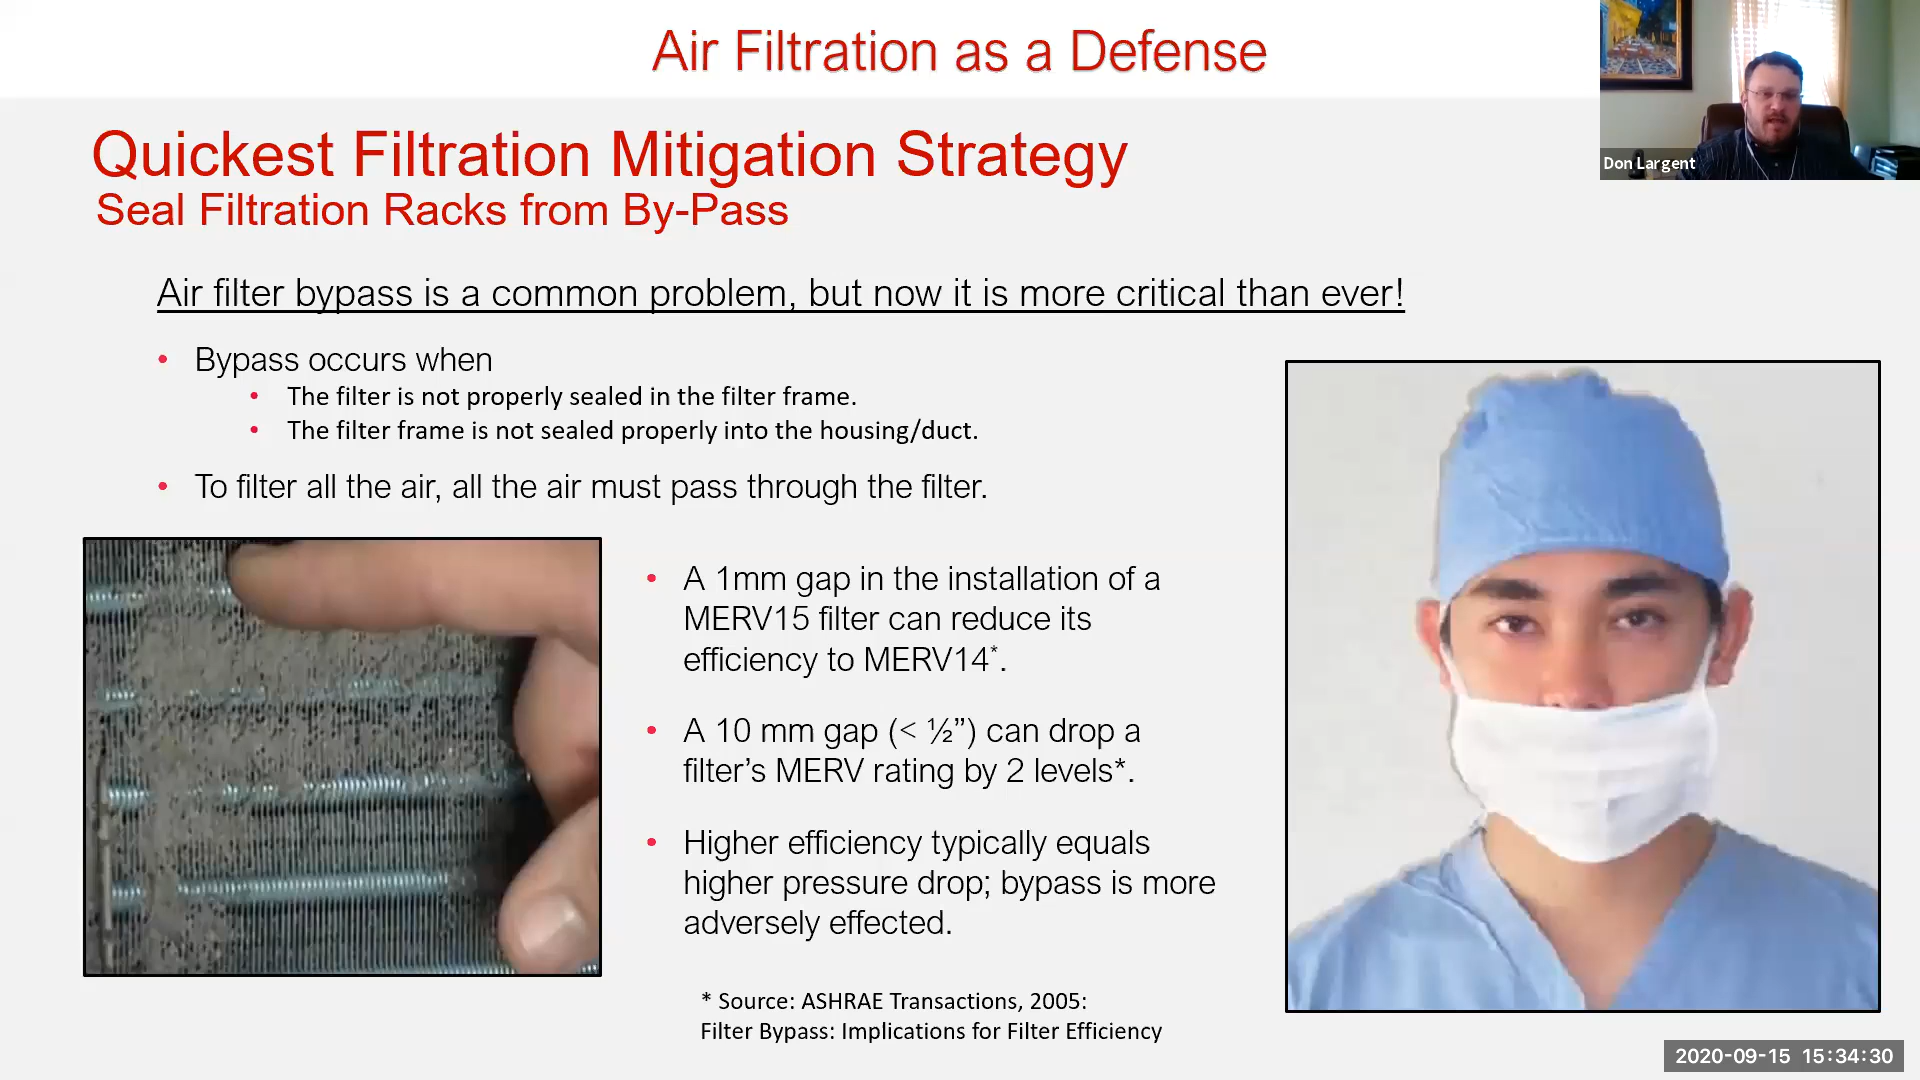 Air Filtration as a Defense
Don Largent
Quickest Filtration Mitigation Strategy
Seal Filtration Racks from By-Pass
Air filter bypass is a common problem, but now it is more critical than ever!
• Bypass occurs when
• The filter is not properly sealed in the filter frame.
• The filter frame is not sealed properly into the housing/duct.
• To filter all the air, all the air must pass through the filter.
• A 1mm gap in the installation of a
MERV15 filter can reduce its
efficiency to MERV14*.
• A 10 mm gap (< ½”) can drop a
filter’s MERV rating by 2 levels*.
• Higher efficiency typically equals
higher pressure drop; bypass is more
adversely effected.
* Source: ASHRAE Transactions, 2005:
Filter Bypass: Implications for Filter Efficiency
2020-09-15 15:34:30